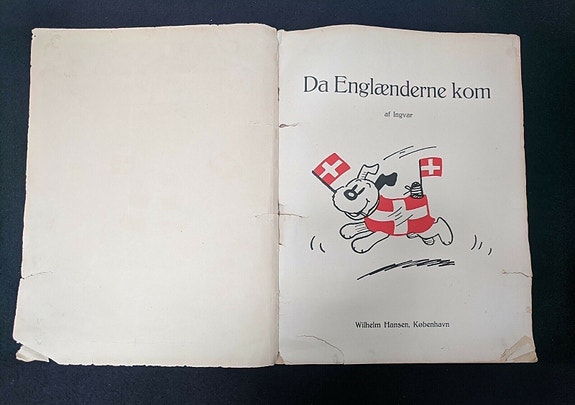 Da Englænderne kom
af Ingvar
Wilhelm Hansen, København